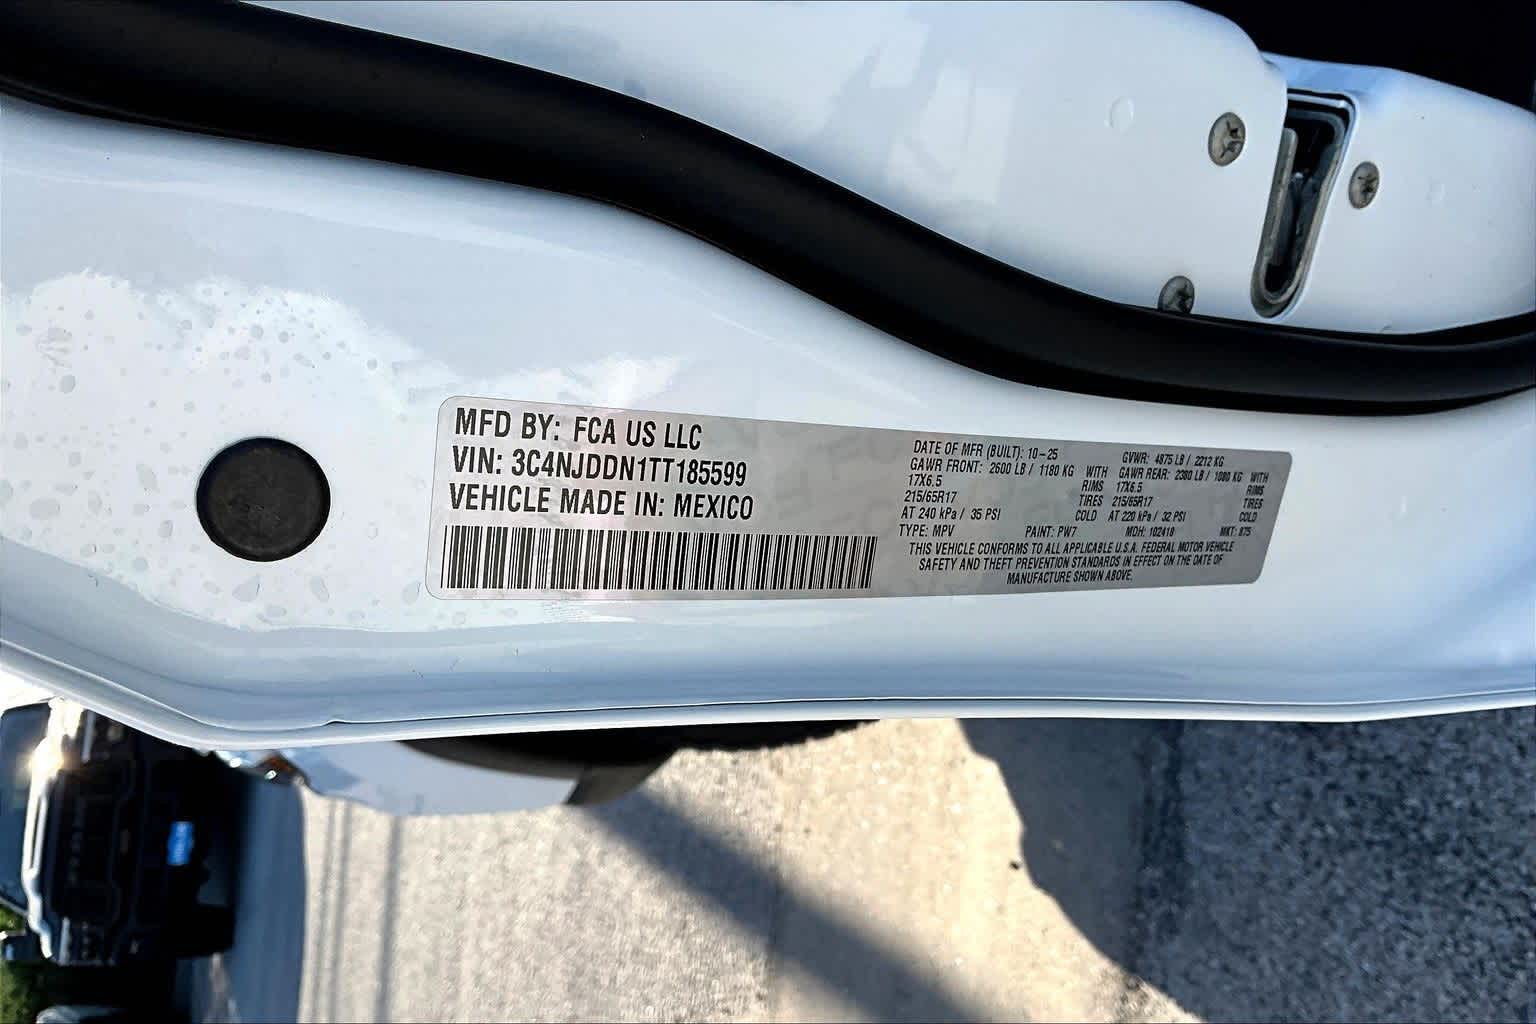 MFD BY: FCA US LLC
VIN: 3C4NJDDN1TT185599
VEHICLE MADE IN: MEXICO
DATE OF MFR (BUILT): 10-25 GVWR: 4875 LB / 2212 KG
GAWR FRONT: 2600 LB / 1180 KG WITH GAWR REAR: 2380 LB / 1080 KG WITH
17X6.5 RIMS 17X6.5 RIMS
215/65R17 TIRES 215/65R17 TIRES
AT 240 kPa / 35 PSI COLD AT 220 kPa / 32 PSI COLD
TYPE: MPV PAINT: PW7 MDH: 102418 MKT: 875
THIS VEHICLE CONFORMS TO ALL APPLICABLE U.S.A. FEDERAL MOTOR VEHICLE
SAFETY AND THEFT PREVENTION STANDARDS IN EFFECT ON THE DATE OF
MANUFACTURE SHOWN ABOVE.